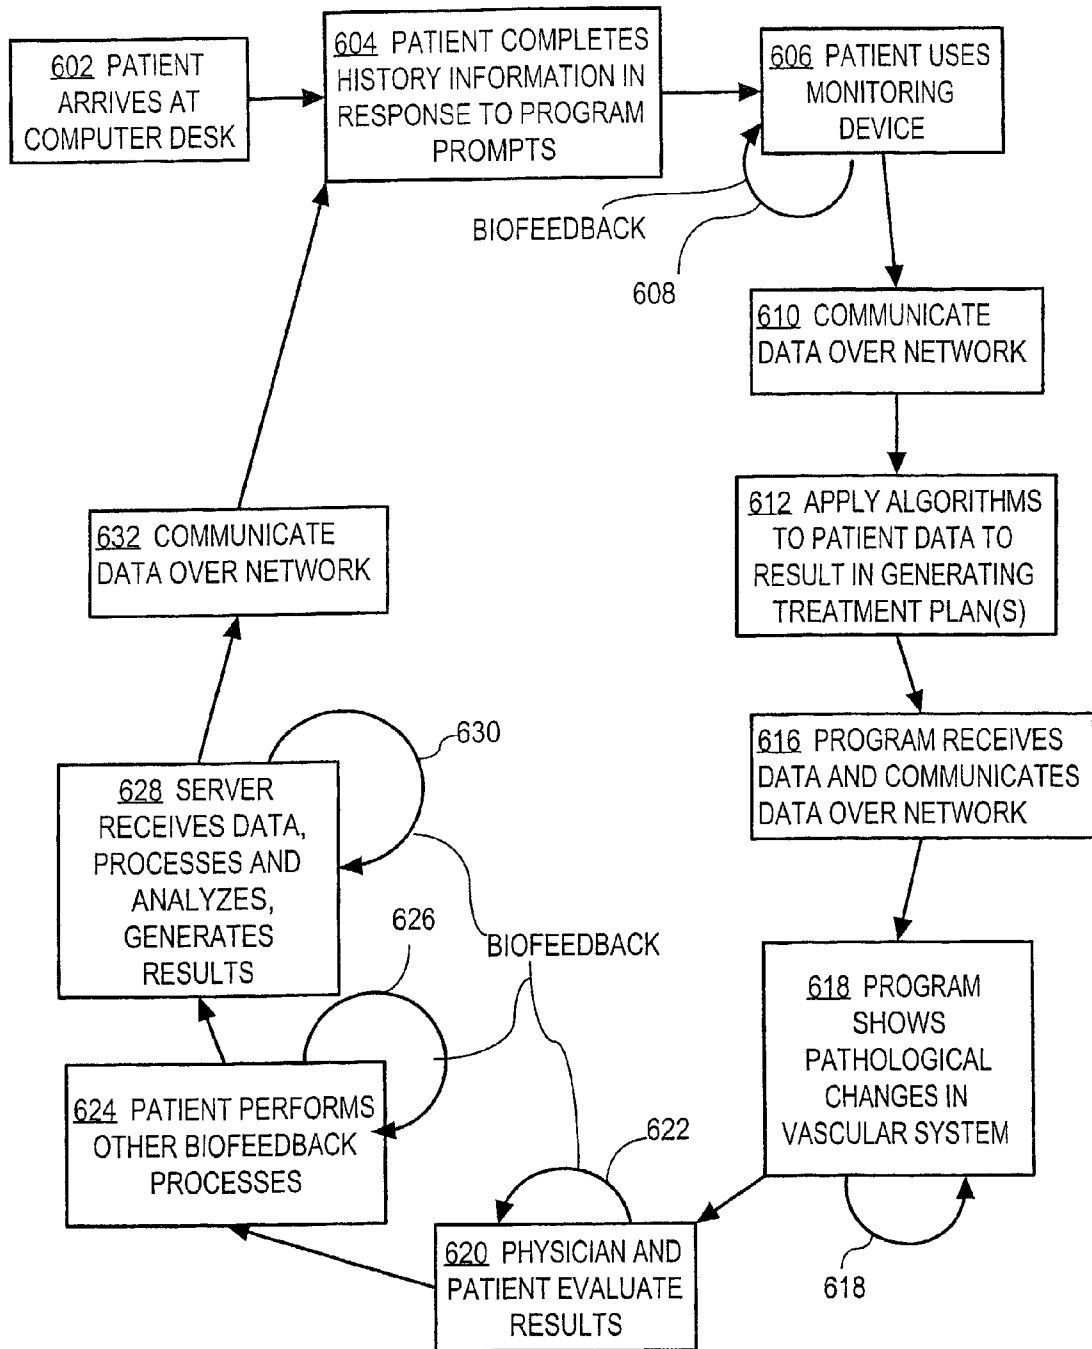 602 PATIENT
ARRIVES AT
COMPUTER DESK
604 PATIENT COMPLETES
HISTORY INFORMATION IN
RESPONSE TO PROGRAM
PROMPTS
606 PATIENT USES
MONITORING
DEVICE
BIOFEEDBACK
608
610 COMMUNICATE
DATA OVER NETWORK
612 APPLY ALGORITHMS
TO PATIENT DATA TO
RESULT IN GENERATING
TREATMENT PLAN(S)
616 PROGRAM RECEIVES
DATA AND COMMUNICATES
DATA OVER NETWORK
618 PROGRAM
SHOWS
PATHOLOGICAL
CHANGES IN
VASCULAR SYSTEM
618
620 PHYSICIAN AND
PATIENT EVALUATE
RESULTS
622
BIOFEEDBACK
624 PATIENT PERFORMS
OTHER BIOFEEDBACK
PROCESSES
626
628 SERVER
RECEIVES DATA,
PROCESSES AND
ANALYZES,
GENERATES
RESULTS
630
632 COMMUNICATE
DATA OVER NETWORK